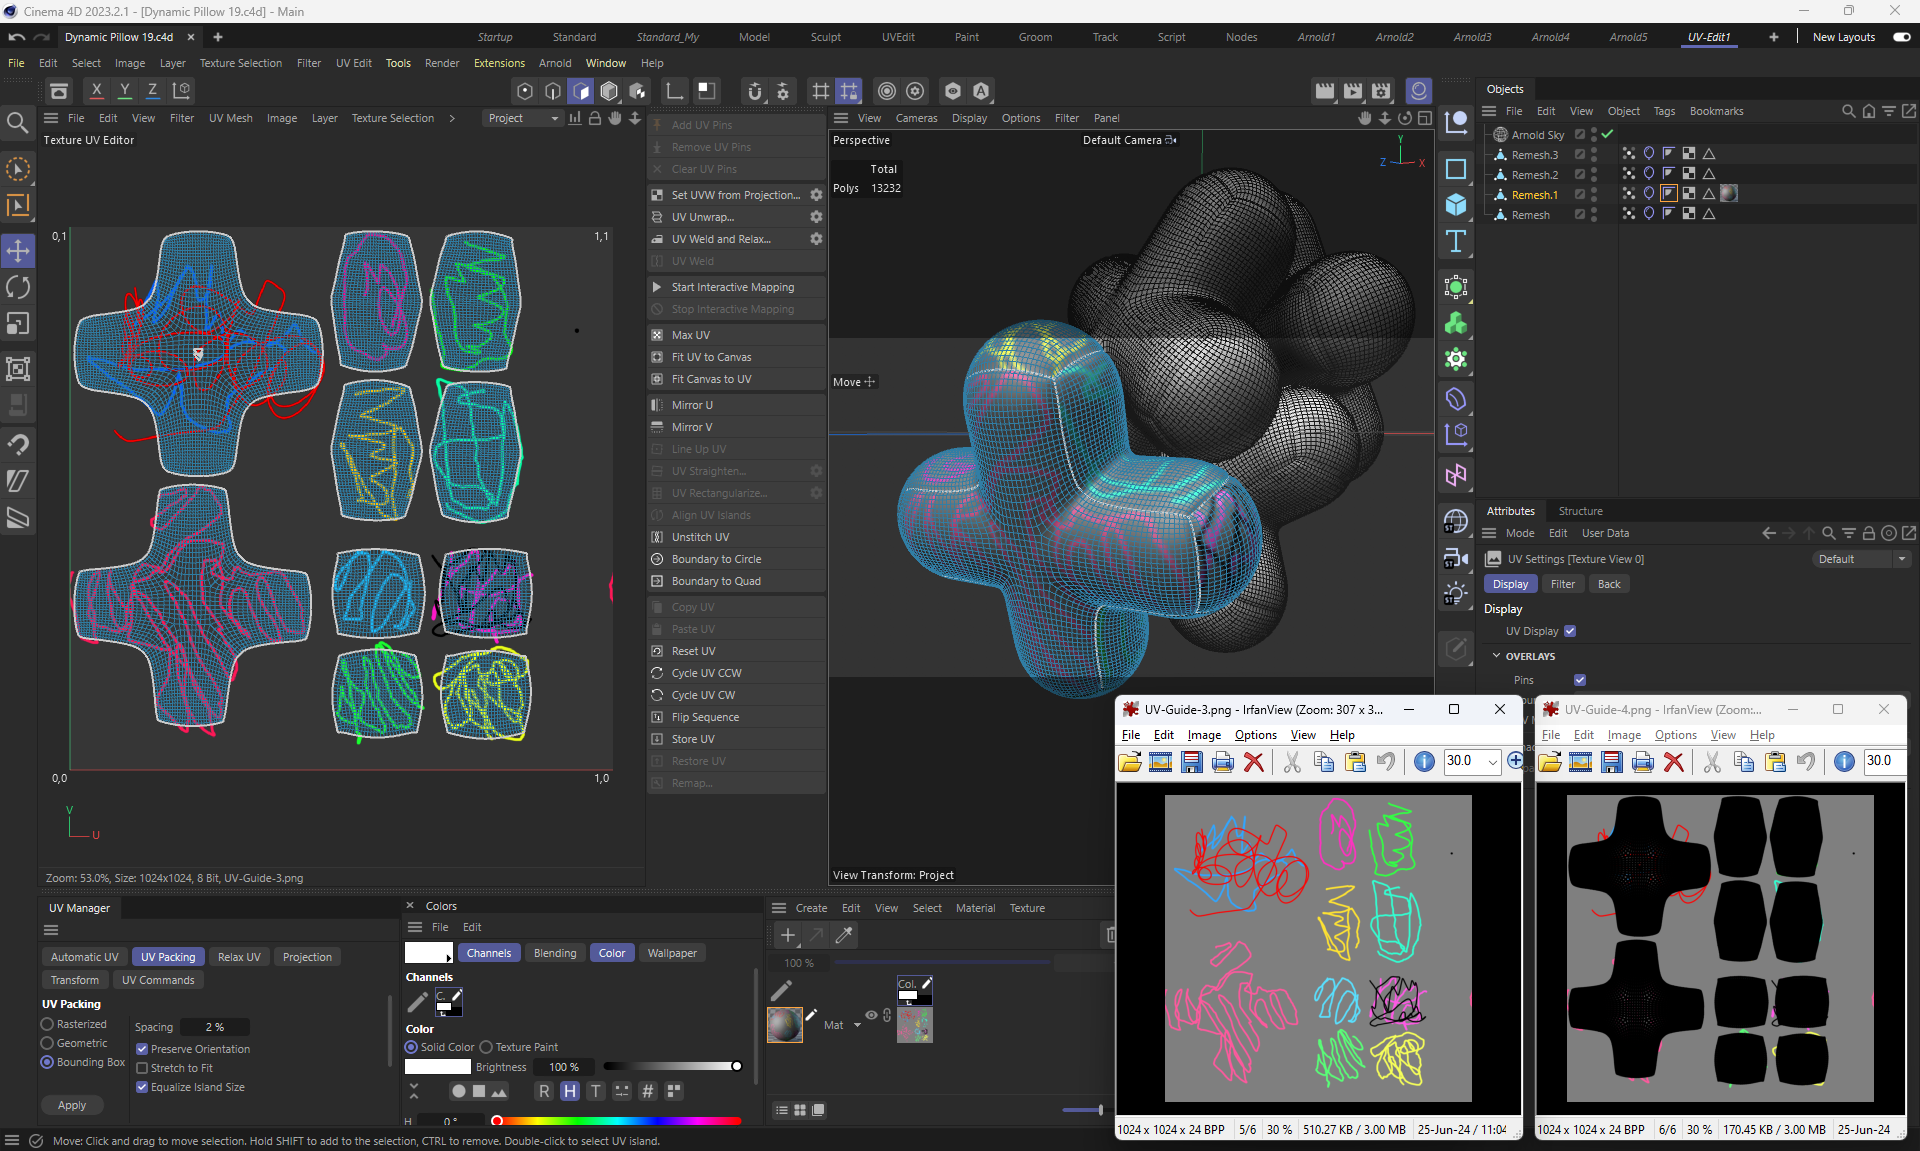 Cinema 4D 2023.2.1 - [Dynamic Pillow 19.c4d] - Main
Dynamic Pillow 19.c4d
Startup Standard Standard_My Model Sculpt UVEdit Paint Groom Track Script Nodes Arnold1 Arnold2 Arnold3 Arnold4 Arnold5 UV-Edit1 New Layouts
File Edit Select Image Layer Texture Selection Filter UV Edit Tools Render Extensions Arnold Window Help
X Y Z
File Edit View Filter UV Mesh Image Layer Texture Selection > Project
Texture UV Editor
0,1
1,1
0,0
1,0
V
U
Zoom: 53.0%, Size: 1024x1024, 8 Bit, UV-Guide-3.png
Add UV Pins
Remove UV Pins
Clear UV Pins
Set UVW from Projection...
UV Unwrap...
UV Weld and Relax...
UV Weld
Start Interactive Mapping
Stop Interactive Mapping
Max UV
Fit UV to Canvas
Fit Canvas to UV
Mirror U
Mirror V
Line Up UV
UV Straighten...
UV Rectangularize...
Align UV Islands
Unstitch UV
Boundary to Circle
Boundary to Quad
Copy UV
Paste UV
Reset UV
Cycle UV CCW
Cycle UV CW
Flip Sequence
Store UV
Restore UV
Remap...
View Cameras Display Options Filter Panel
Perspective
Default Camera
Total
Polys 13232
Y
Z
X
Move
View Transform: Project
Objects
File Edit View Object Tags Bookmarks
Arnold Sky
Remesh.3
Remesh.2
Remesh.1
Remesh
Attributes Structure
Mode Edit User Data
UV Settings [Texture View 0]
Default
Display Filter Back
Display
UV Display
OVERLAYS
Pins
UV-Guide-3.png - IrfanView (Zoom: 307 x 3...
File Edit Image Options View Help
30.0
1024 x 1024 x 24 BPP 5/6 30 % 510.27 KB / 3.00 MB 25-Jun-24 / 11:04
UV-Guide-4.png - IrfanView (Zoom:...
File Edit Image Options View Help
30.0
1024 x 1024 x 24 BPP 6/6 30 % 170.45 KB / 3.00 MB 25-Jun-24
UV Manager
Automatic UV UV Packing Relax UV Projection
Transform UV Commands
UV Packing
Rasterized
Geometric
Bounding Box
Spacing 2 %
Preserve Orientation
Stretch to Fit
Equalize Island Size
Apply
Colors
File Edit
Channels Blending Color Wallpaper
Channels
C.
Color
Solid Color Texture Paint
Brightness 100 %
R H T #
H 0 °
Create Edit View Select Material Texture
100 %
Col.
Mat
Move: Click and drag to move selection. Hold SHIFT to add to the selection, CTRL to remove. Double-click to select UV island.